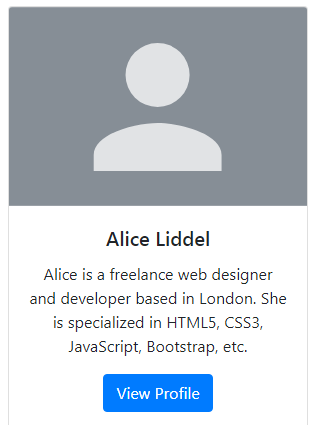 Alice Liddel
Alice is a freelance web designer
and developer based in London. She
is specialized in HTML5, CSS3,
JavaScript, Bootstrap, etc.
View Profile